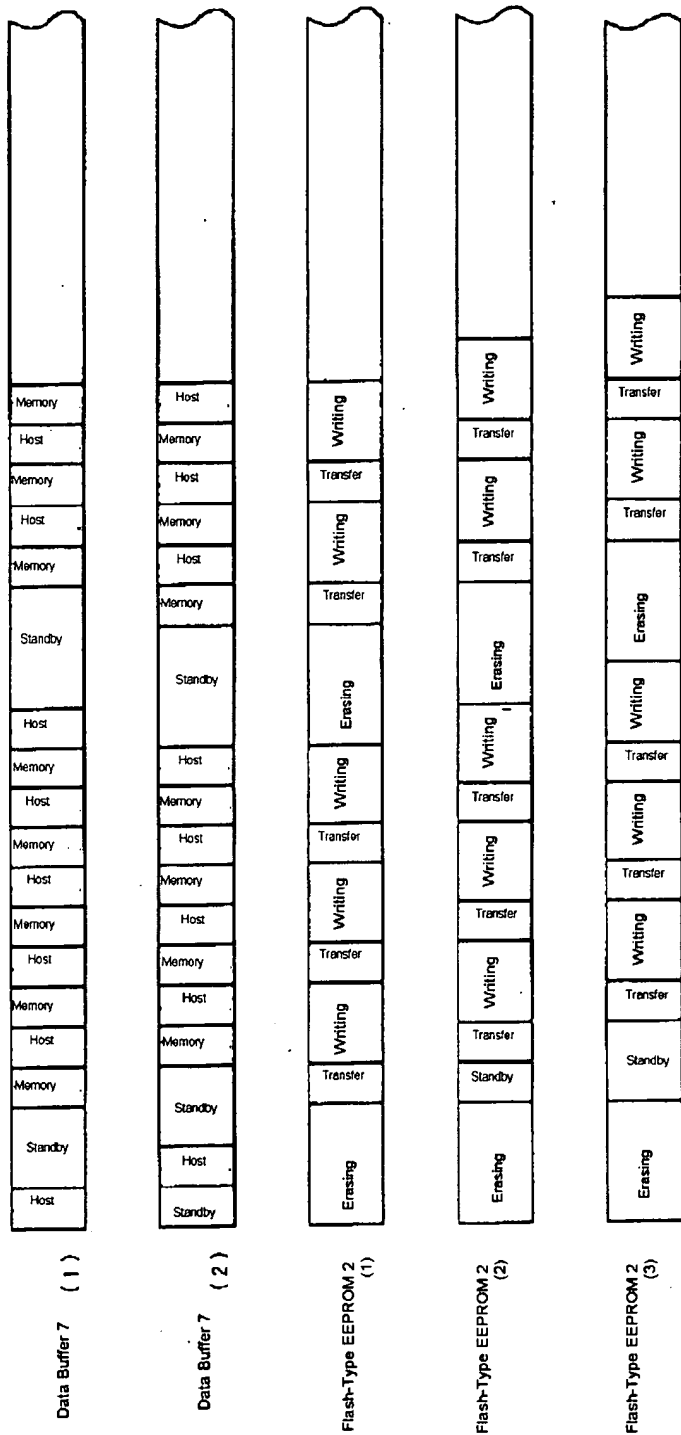 Memory
Host
Memory
Host
Memory
Standby
Host
Memory
Host
Memory
Host
Memory
Host
Memory
Host
Memory
Standby
Host
Data Buffer 7 (1)
Host
Memory
Host
Memory
Host
Memory
Standby
Host
Memory
Host
Memory
Host
Memory
Host
Memory
Standby
Host
Standby
Data Buffer 7 (2)
Writing
Transfer
Writing
Transfer
Erasing
Writing
Transfer
Writing
Transfer
Writing
Transfer
Erasing
Flash-Type EEPROM 2
(1)
Writing
Transfer
Writing
Transfer
Erasing
Writing
Transfer
Writing
Transfer
Writing
Transfer
Standby
Erasing
Flash-Type EEPROM 2
(2)
Writing
Transfer
Writing
Transfer
Erasing
Writing
Transfer
Writing
Transfer
Writing
Transfer
Standby
Erasing
Flash-Type EEPROM 2
(3)